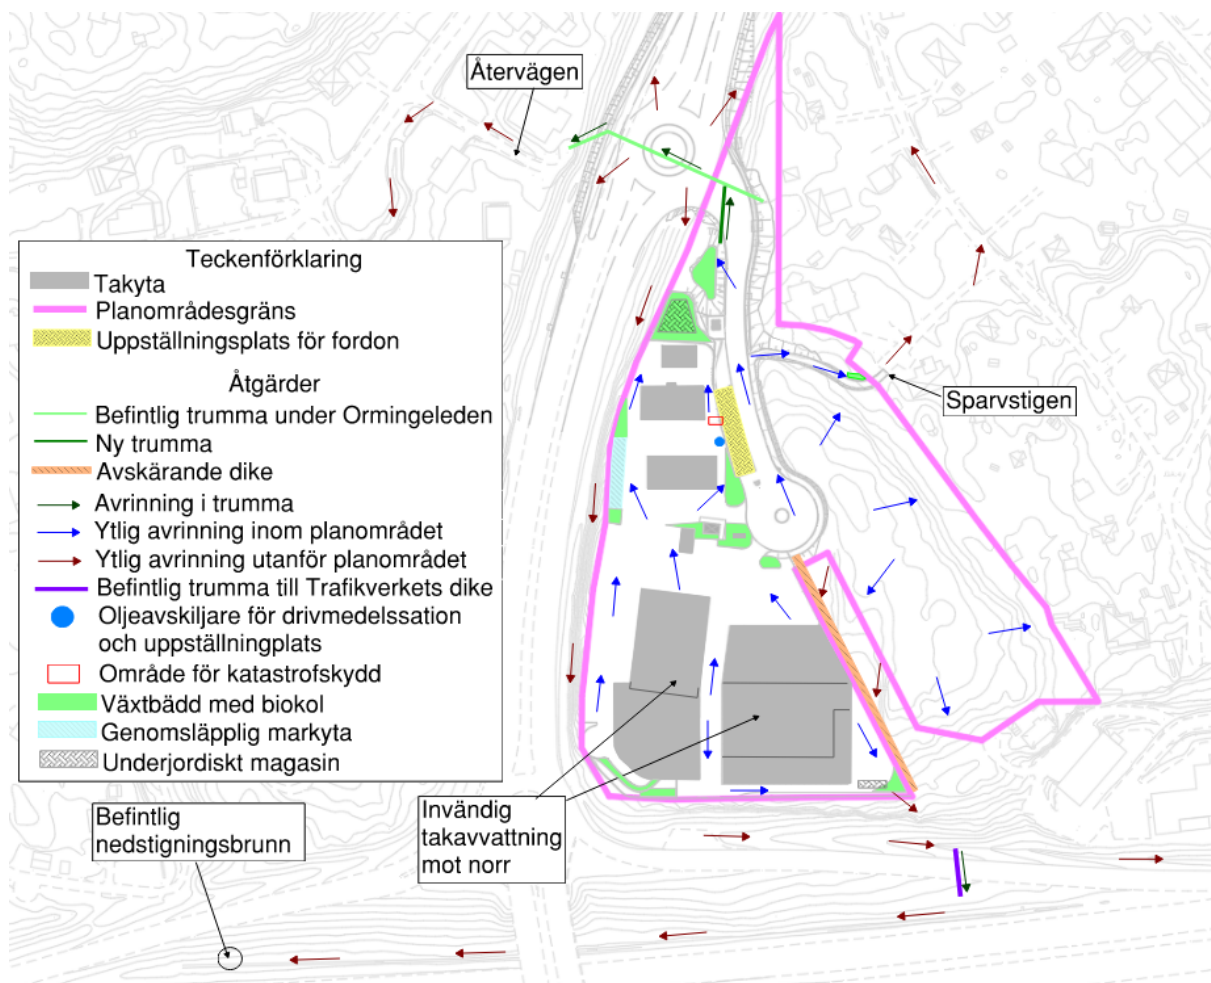 Återvägen
Teckenförklaring
Takyta
Planområdesgräns
Uppställningsplats för fordon
Åtgärder
Befintlig trumma under Ormingeleden
Ny trumma
Avskärande dike
Avrinning i trumma
Ytlig avrinning inom planområdet
Ytlig avrinning utanför planområdet
Befintlig trumma till Trafikverkets dike
Oljeavskiljare för drivmedelssation
och uppställningplats
Område för katastrofskydd
Växtbädd med biokol
Genomsläpplig markyta
Underjordiskt magasin
Sparvstigen
Befintlig
nedstigningsbrunn
Invändig
takavvattning
mot norr